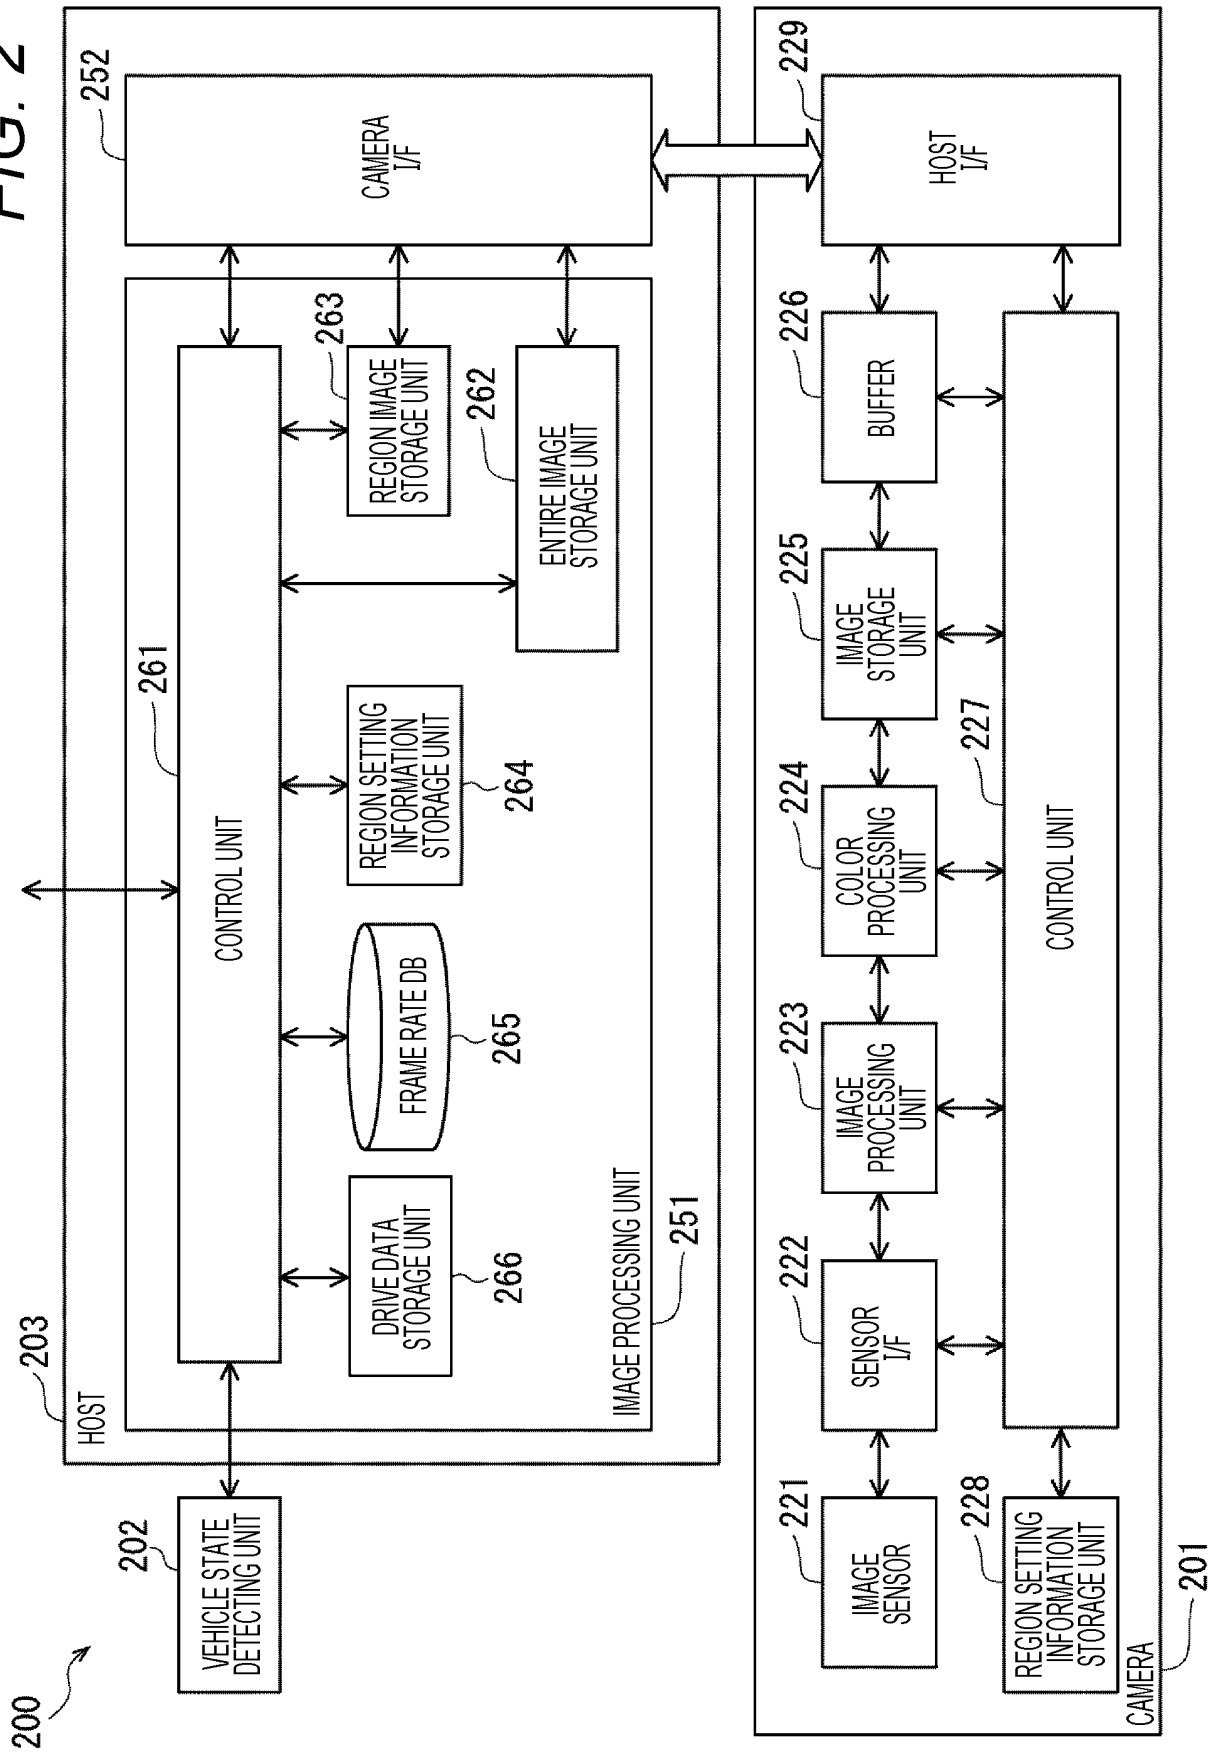 FIG. 2
200
202
VEHICLE STATE
DETECTING UNIT
203
HOST
261
CONTROL UNIT
252
CAMERA
I/F
266
DRIVE DATA
STORAGE UNIT
265
FRAME RATE DB
264
REGION SETTING
INFORMATION
STORAGE UNIT
263
REGION IMAGE
STORAGE UNIT
262
ENTIRE IMAGE
STORAGE UNIT
IMAGE PROCESSING UNIT
251
221
IMAGE
SENSOR
222
SENSOR
I/F
223
IMAGE
PROCESSING
UNIT
224
COLOR
PROCESSING
UNIT
225
IMAGE
STORAGE
UNIT
226
BUFFER
229
HOST
I/F
228
REGION SETTING
INFORMATION
STORAGE UNIT
227
CONTROL UNIT
CAMERA
201